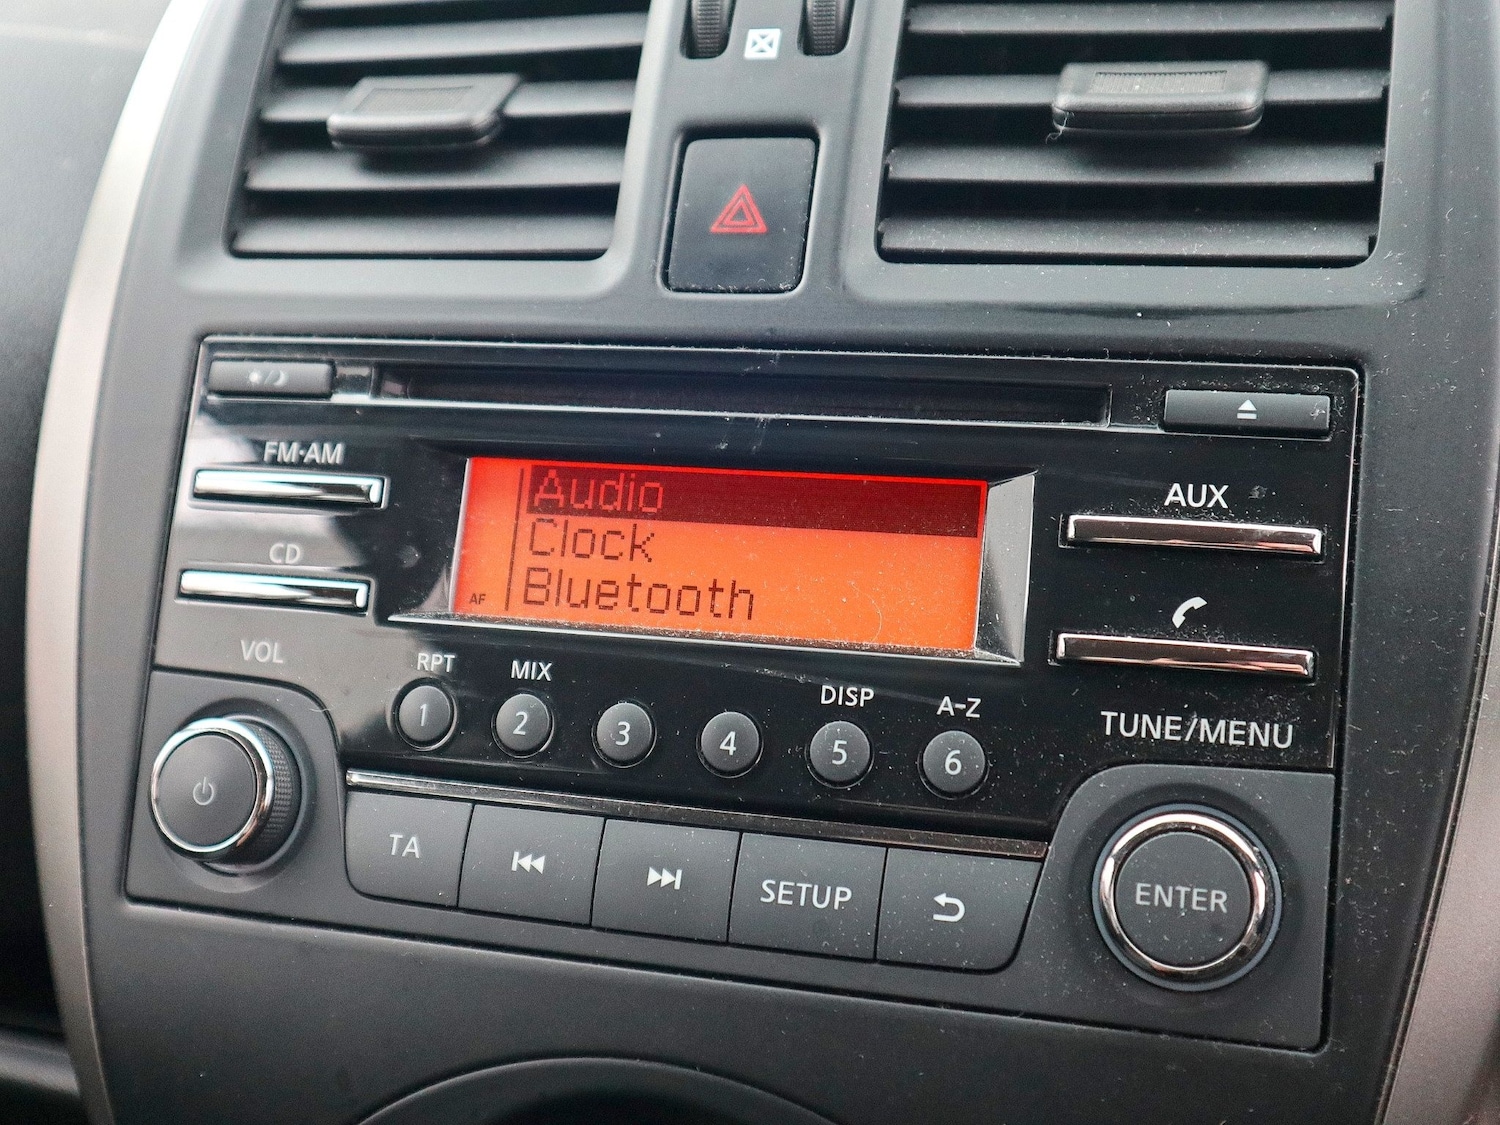 FM·AM
CD
VOL
Audio
Clock
Bluetooth
AF
AUX
TUNE/MENU
RPT
MIX
DISP
A-Z
1
2
3
4
5
6
TA
SETUP
ENTER